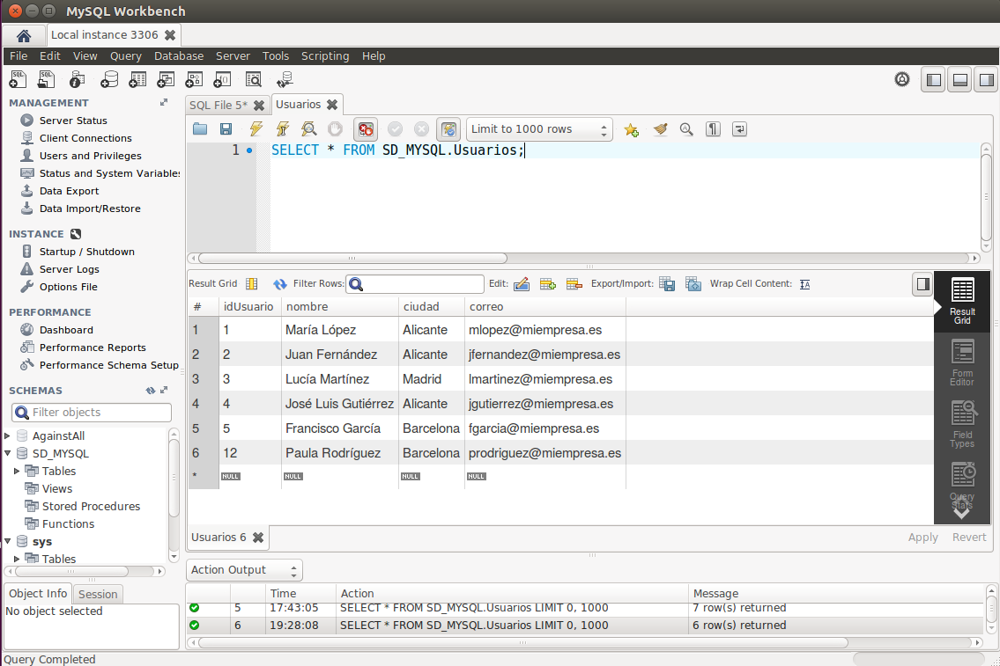 MySQL Workbench
Local instance 3306
File Edit View Query Database Server Tools Scripting Help
MANAGEMENT
Server Status
Client Connections
Users and Privileges
Status and System Variables
Data Export
Data Import/Restore
INSTANCE
Startup / Shutdown
Server Logs
Options File
PERFORMANCE
Dashboard
Performance Reports
Performance Schema Setup
SCHEMAS
Filter objects
AgainstAll
SD_MYSQL
Tables
Views
Stored Procedures
Functions
sys
Tables
Object Info Session
No object selected
SQL File 5* Usuarios
Limit to 1000 rows
1 SELECT * FROM SD_MYSQL.Usuarios;
Result Grid Filter Rows: Edit: Export/Import: Wrap Cell Content:
# idUsuario nombre ciudad correo
1 1 María López Alicante mlopez@miempresa.es
2 2 Juan Fernández Alicante jfernandez@miempresa.es
3 3 Lucía Martínez Madrid lmartinez@miempresa.es
4 4 José Luis Gutiérrez Alicante jgutierrez@miempresa.es
5 5 Francisco García Barcelona fgarcia@miempresa.es
6 12 Paula Rodríguez Barcelona prodriguez@miempresa.es
* NULL NULL NULL NULL
Result
Grid
Form
Editor
Field
Types
Query
Stats
Usuarios 6 Apply Revert
Action Output
Time Action Message
5 17:43:05 SELECT * FROM SD_MYSQL.Usuarios LIMIT 0, 1000 7 row(s) returned
6 19:28:08 SELECT * FROM SD_MYSQL.Usuarios LIMIT 0, 1000 6 row(s) returned
Query Completed